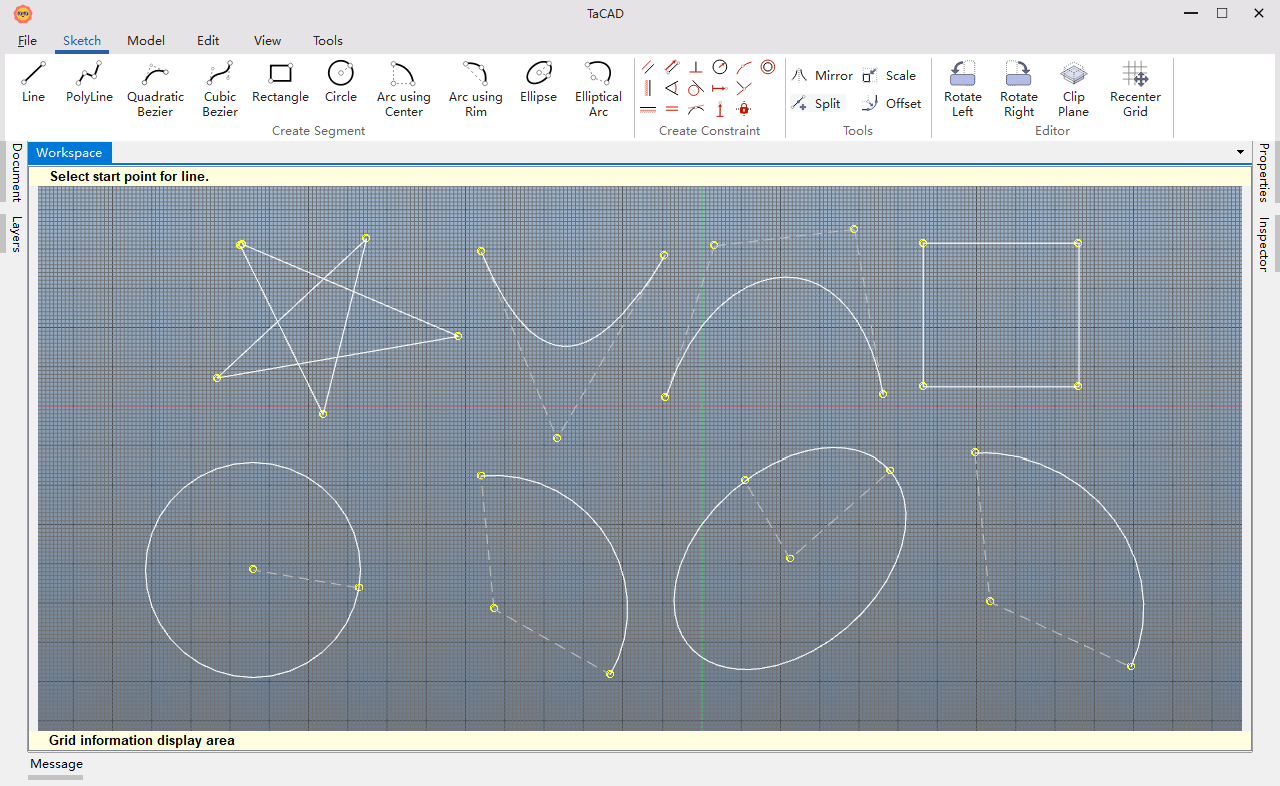 TaCAD
File Sketch Model Edit View Tools
Line PolyLine Quadratic Bezier Cubic Bezier Rectangle Circle Arc using Center Arc using Rim Ellipse Elliptical Arc
Create Segment
Create Constraint
Mirror Scale
Split Offset
Tools
Rotate Left Rotate Right Clip Plane Recenter Grid
Editor
Document
Layers
Workspace
Properties
Inspector
Select start point for line.
Grid information display area
Message